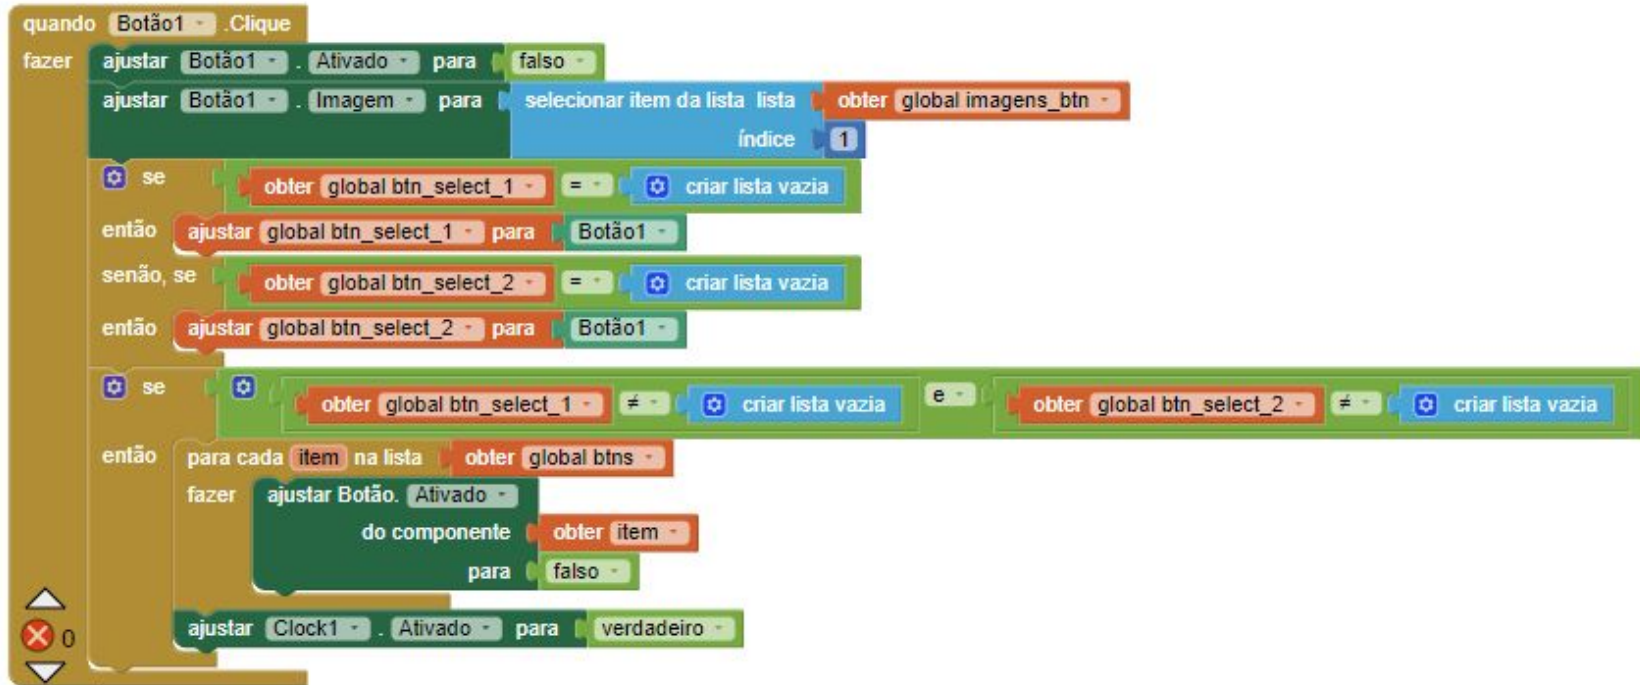 quando Botão1 .Clique
fazer ajustar Botão1 . Ativado para falso
ajustar Botão1 . Imagem para selecionar item da lista lista obter global imagens_btn
índice 1
se obter global btn_select_1 = criar lista vazia
então ajustar global btn_select_1 para Botão1
senão, se obter global btn_select_2 = criar lista vazia
então ajustar global btn_select_2 para Botão1
se obter global btn_select_1 ≠ criar lista vazia e obter global btn_select_2 ≠ criar lista vazia
então para cada item na lista obter global btns
fazer ajustar Botão. Ativado
do componente obter item
para falso
ajustar Clock1 . Ativado para verdadeiro
0